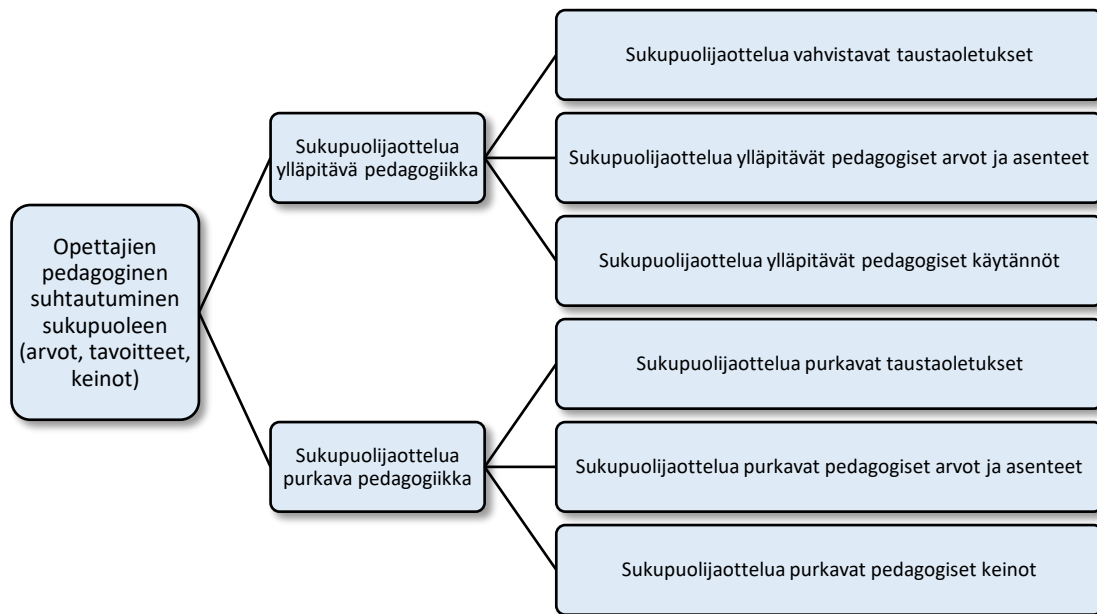 Opettajien
pedagoginen
suhtautuminen
sukupuoleen
(arvot, tavoitteet,
keinot)
Sukupuolijaottelua
ylläpitävä pedagogiikka
Sukupuolijaottelua vahvistavat taustaoletukset
Sukupuolijaottelua ylläpitävät pedagogiset arvot ja asenteet
Sukupuolijaottelua ylläpitävät pedagogiset käytännöt
Sukupuolijaottelua
purkava pedagogiikka
Sukupuolijaottelua purkavat taustaoletukset
Sukupuolijaottelua purkavat pedagogiset arvot ja asenteet
Sukupuolijaottelua purkavat pedagogiset keinot